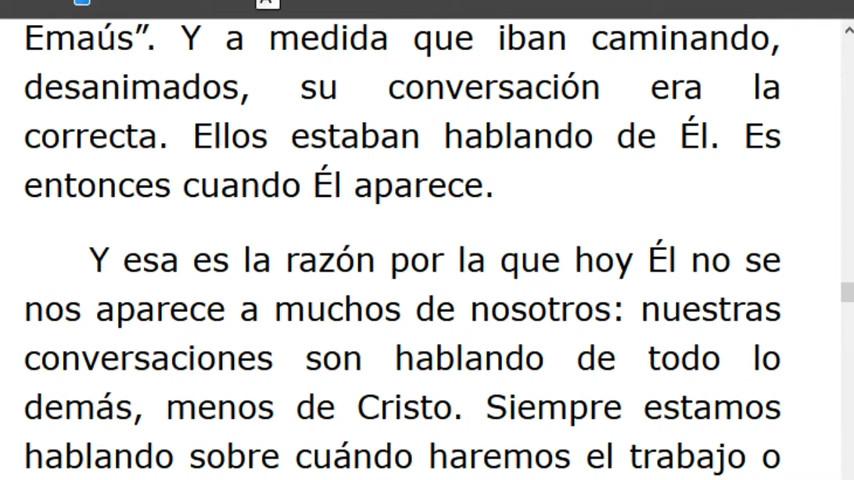 Emaús”. Y a medida que iban caminando,
desanimados, su conversación era la
correcta. Ellos estaban hablando de Él. Es
entonces cuando Él aparece.
Y esa es la razón por la que hoy Él no se
nos aparece a muchos de nosotros: nuestras
conversaciones son hablando de todo lo
demás, menos de Cristo. Siempre estamos
hablando sobre cuándo haremos el trabajo o